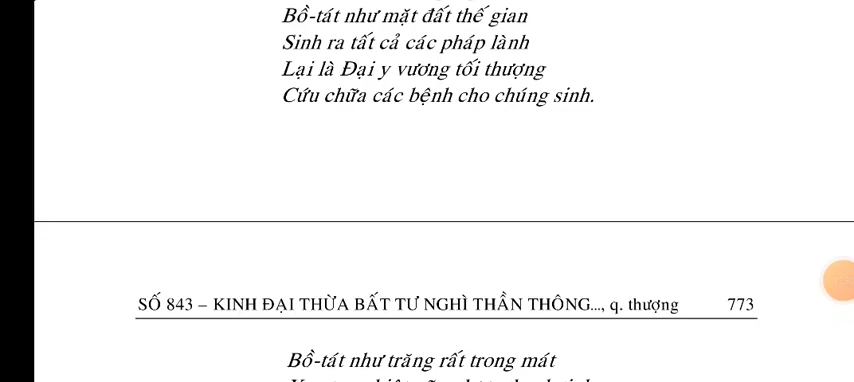 Bồ-tát như mặt đất thế gian
Sinh ra tất cả các pháp lành
Lại là Đại y vương tối thượng
Cứu chữa các bệnh cho chúng sinh.
SỐ 843 – KINH ĐẠI THỪA BẤT TƯ NGHÌ THẦN THÔNG..., q. thượng 773
Bồ-tát như trăng rất trong mát